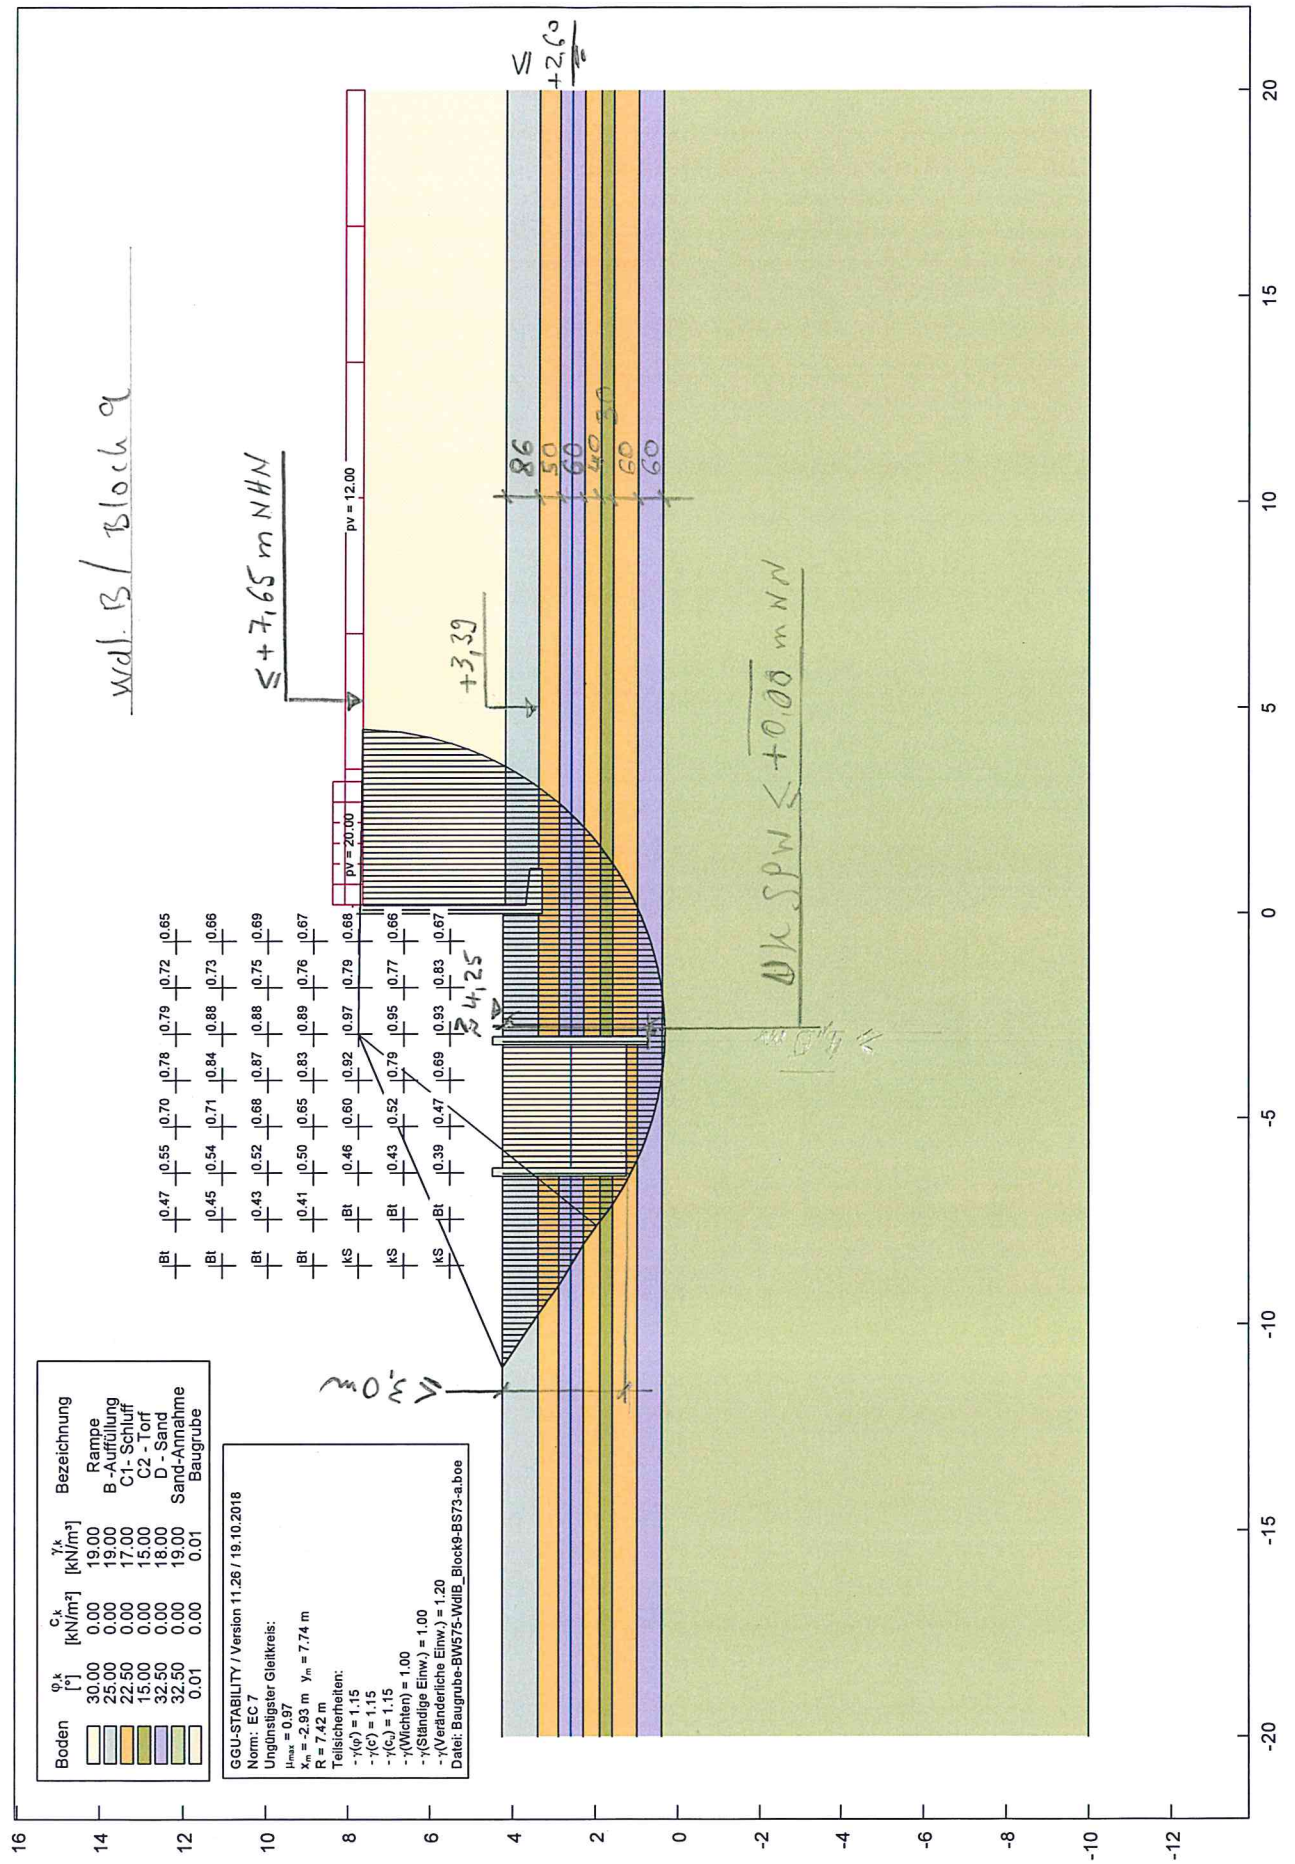 Wdl. B / Block 9
≤ +7,65 m NHN
≤
+2,60
+3,39
86
50
60
40
30
60
60
≥ 4,25
UK SPW ≤ +0,00 m NN
≤ 3,0 m
pv = 20.00
pv = 12.00
Bt 0.47 0.55 0.70 0.78 0.79 0.72 0.65
Bt 0.45 0.54 0.71 0.84 0.88 0.73 0.66
Bt 0.43 0.52 0.68 0.87 0.88 0.75 0.69
Bt 0.41 0.50 0.65 0.83 0.89 0.76 0.67
kS Bt 0.46 0.60 0.92 0.97 0.79 0.68
kS Bt 0.43 0.52 0.79 0.95 0.77 0.66
kS Bt 0.39 0.47 0.69 0.93 0.83 0.67
Boden φ,k [°] c,k [kN/m²] γ,k [kN/m³] Bezeichnung
30.00 0.00 19.00 Rampe
25.00 0.00 19.00 B -Auffüllung
22.50 0.00 17.00 C1- Schluff
15.00 0.00 15.00 C2 - Torf
32.50 0.00 18.00 D - Sand
32.50 0.00 19.00 Sand-Annahme
0.01 0.00 0.01 Baugrube
GGU-STABILITY / Version 11.26 / 19.10.2018
Norm: EC 7
Ungünstigster Gleitkreis:
μmax = 0.97
xm = -2.93 m ym = 7.74 m
R = 7.42 m
Teilsicherheiten:
- γ(φ') = 1.15
- γ(c') = 1.15
- γ(cu) = 1.15
- γ(Wichten) = 1.00
- γ(Ständige Einw.) = 1.00
- γ(Veränderliche Einw.) = 1.20
Datei: Baugrube-BW575-WdlB_Block9-BS73-a.boe
16
14
12
10
8
6
4
2
0
-2
-4
-6
-8
-10
-12
-20
-15
-10
-5
0
5
10
15
20